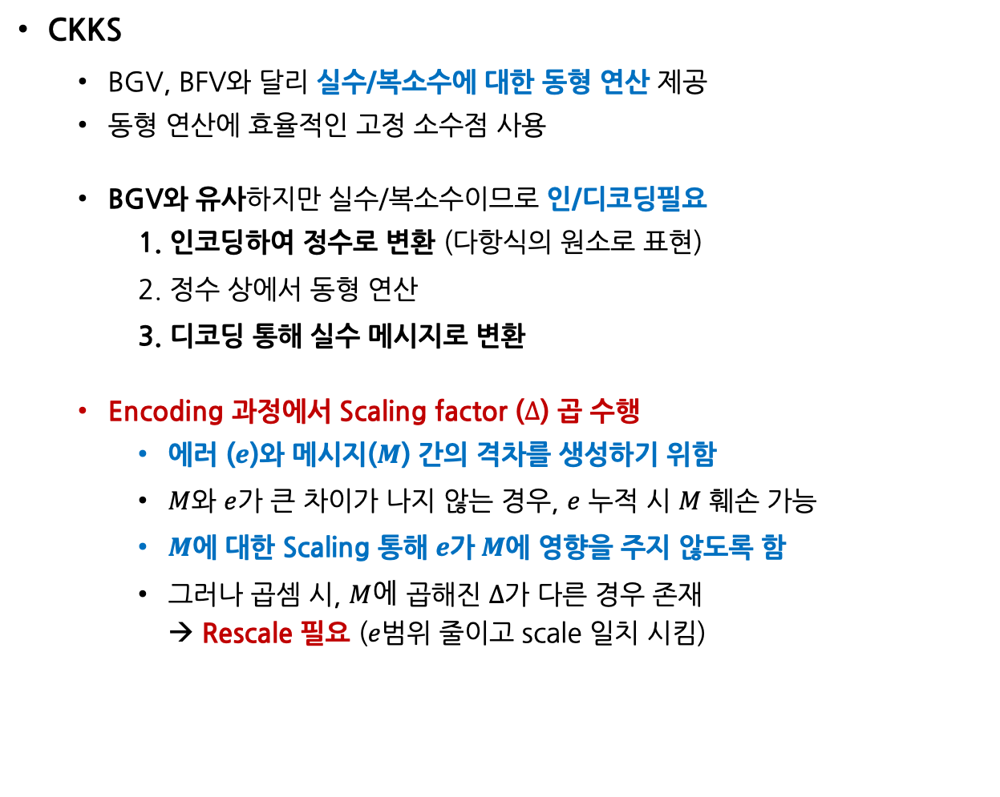 • CKKS
• BGV, BFV와 달리 실수/복소수에 대한 동형 연산 제공
• 동형 연산에 효율적인 고정 소수점 사용
• BGV와 유사하지만 실수/복소수이므로 인/디코딩필요
1. 인코딩하여 정수로 변환 (다항식의 원소로 표현)
2. 정수 상에서 동형 연산
3. 디코딩 통해 실수 메시지로 변환
• Encoding 과정에서 Scaling factor (Δ) 곱 수행
• 에러 (e)와 메시지(M) 간의 격차를 생성하기 위함
• M와 e가 큰 차이가 나지 않는 경우, e 누적 시 M 훼손 가능
• M에 대한 Scaling 통해 e가 M에 영향을 주지 않도록 함
• 그러나 곱셈 시, M에 곱해진 Δ가 다른 경우 존재
→ Rescale 필요 (e범위 줄이고 scale 일치 시킴)